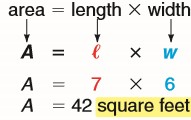 area = length × width
A = ℓ × w
A = 7 × 6
A = 42 square feet